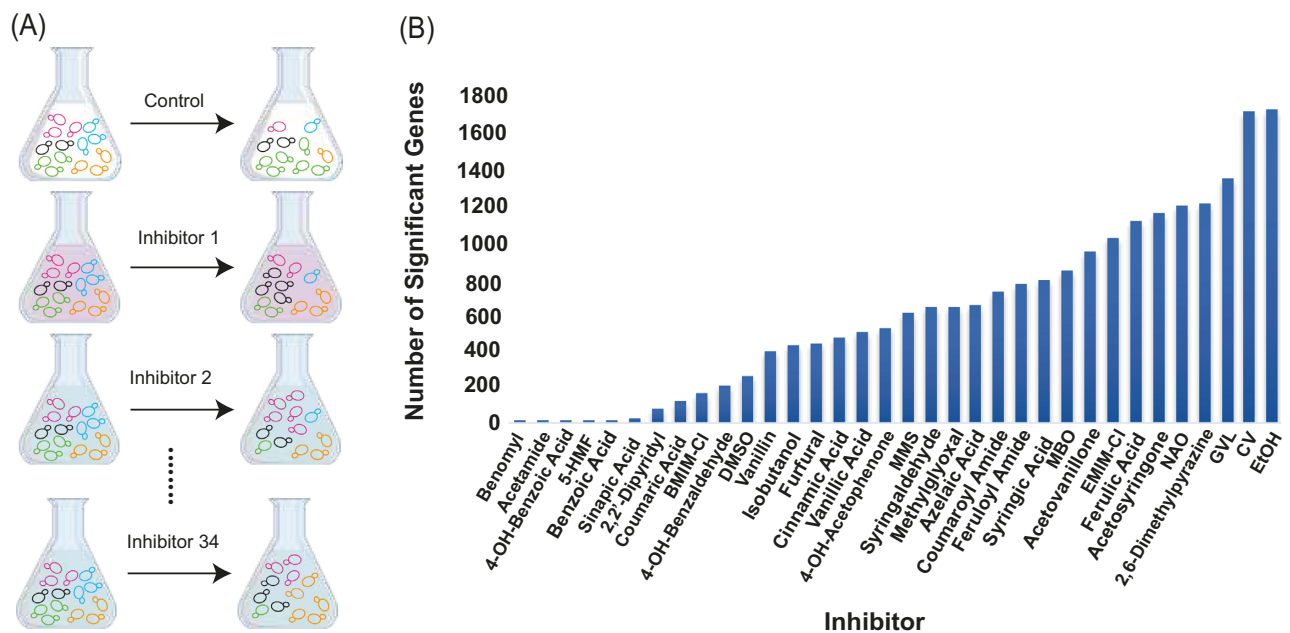 (A)
Control
Inhibitor 1
Inhibitor 2
Inhibitor 34
(B)
Number of Significant Genes
1800
1600
1400
1200
1000
800
600
400
200
0
Benomyl
Acetamide
4-OH-Benzoic Acid
5-HMF
Benzoic Acid
Sinapic Acid
2,2'-Dipyridyl
Coumaric Acid
BMIM-Cl
4-OH-Benzaldehyde
DMSO
Vanillin
Isobutanol
Furfural
Cinnamic Acid
Vanillic Acid
4-OH-Acetophenone
MMS
Syringaldehyde
Methylglyoxal
Azelaic Acid
Coumaroyl Amide
Feruloyl Amide
Syringic Acid
MBO
Acetovanillone
EMIM-Cl
Ferulic Acid
Acetosyringone
NAO
2,6-Dimethylpyrazine
GVL
CV
EtOH
Inhibitor